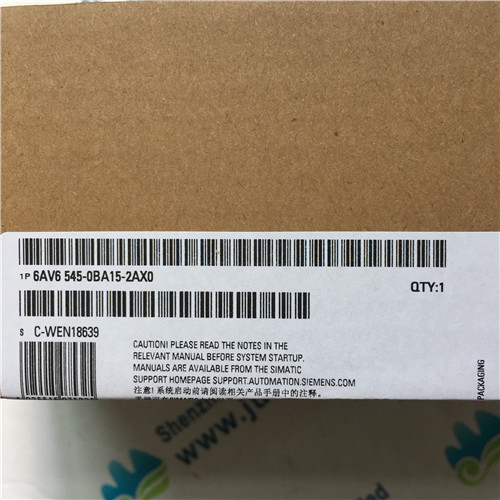 1P 6AV6 545-0BA15-2AX0
QTY:1
S C-WEN18639
CAUTION! PLEASE READ THE NOTES IN THE
RELEVANT MANUAL BEFORE SYSTEM STARTUP.
MANUALS ARE AVAILABLE FROM THE SIMATIC
SUPPORT HOMEPAGE SUPPORT.AUTOMATION.SIEMENS.COM
注意!系统启动前请阅读相关产品手册中的注释。
PACKAGING
Shenzhen
www.j